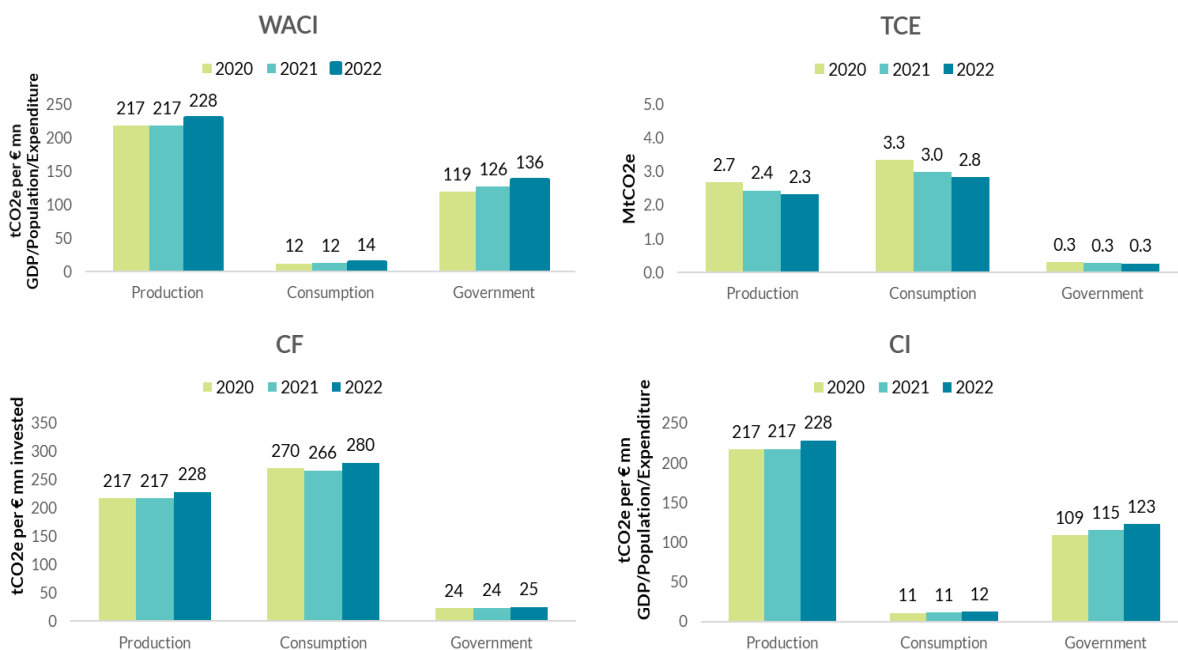 WACI
2020 2021 2022
tCO2e per € mn
GDP/Population/Expenditure
250
200
150
100
50
0
217 217 228
12 12 14
119 126 136
Production Consumption Government
TCE
2020 2021 2022
MtCO2e
5.0
4.0
3.0
2.0
1.0
0.0
2.7 2.4 2.3
3.3 3.0 2.8
0.3 0.3 0.3
Production Consumption Government
CF
2020 2021 2022
tCO2e per € mn invested
350
300
250
200
150
100
50
0
217 217 228
270 266 280
24 24 25
Production Consumption Government
CI
2020 2021 2022
tCO2e per € mn
GDP/Population/Expenditure
250
200
150
100
50
0
217 217 228
11 11 12
109 115 123
Production Consumption Government